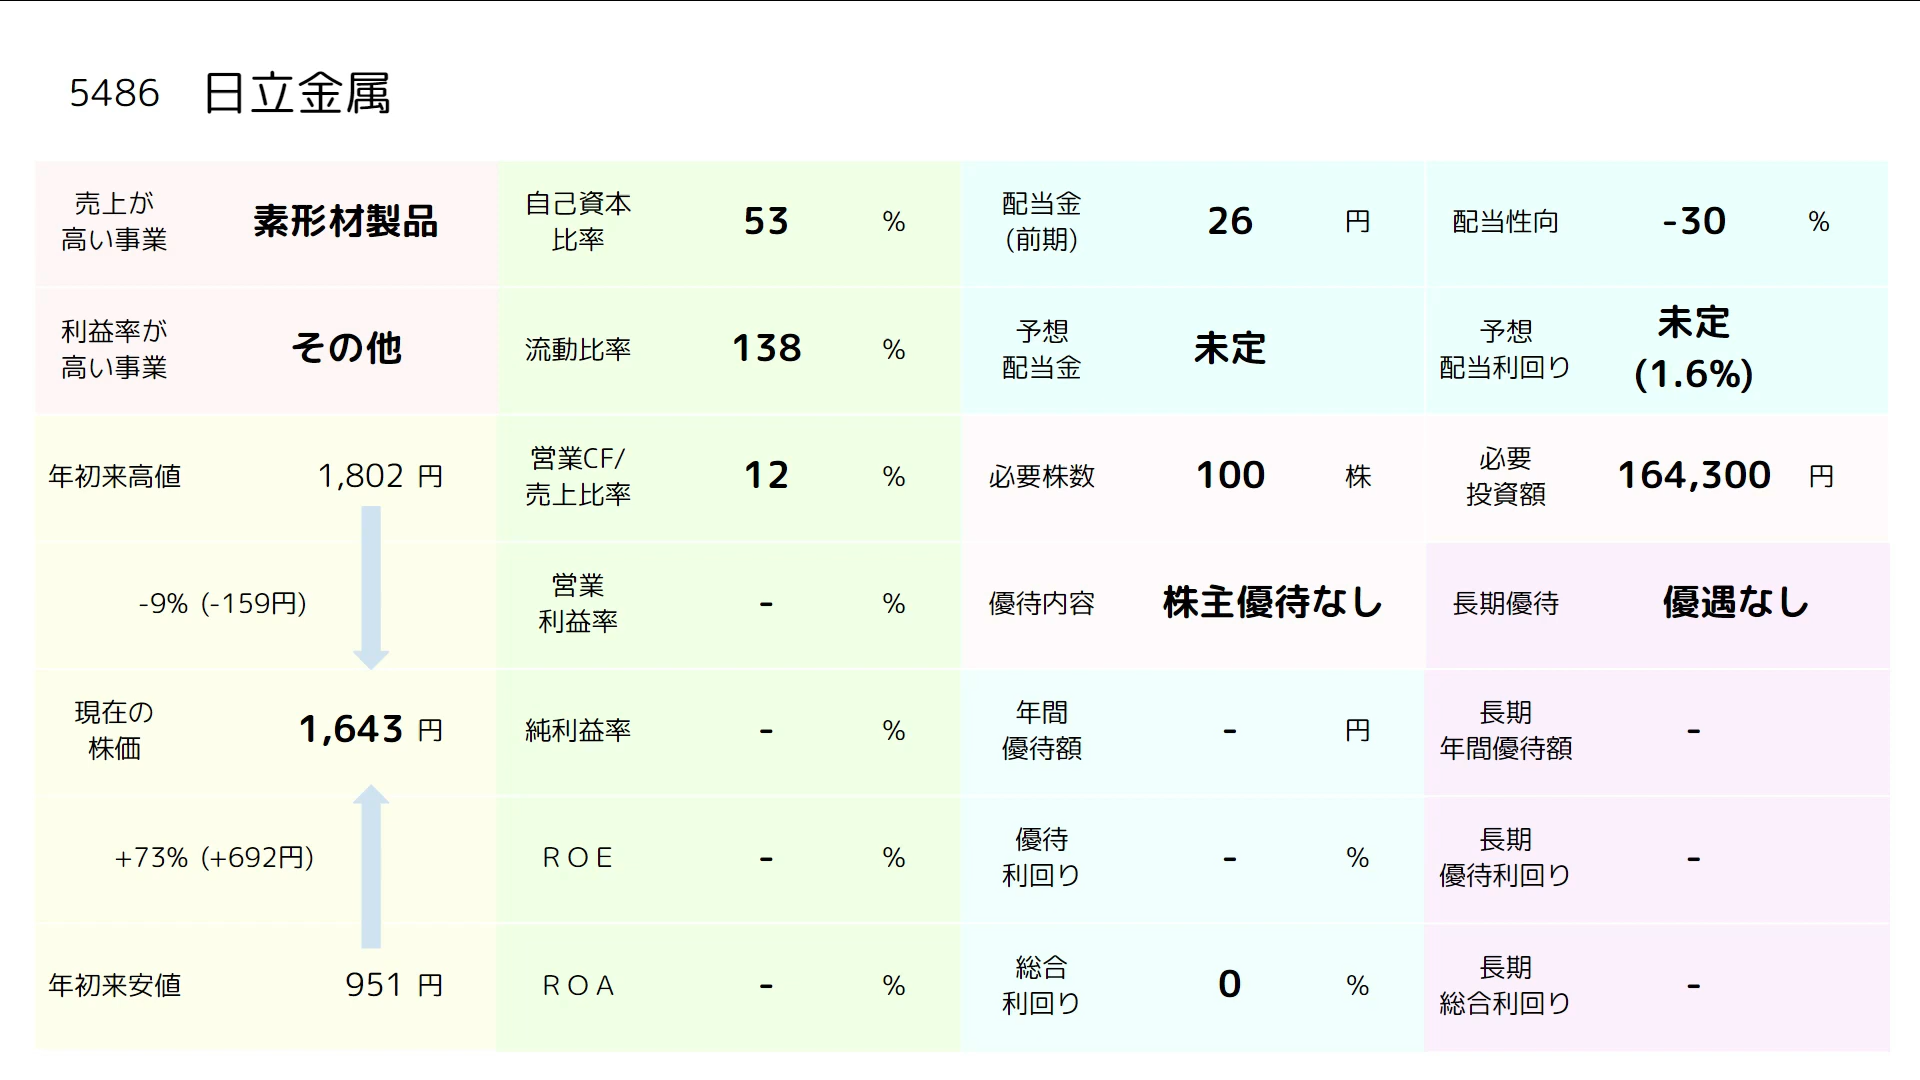 5486 日立金属
売上が
高い事業
素形材製品
自己資本
比率
53
%
配当金
(前期)
26
円
配当性向
-30
%
利益率が
高い事業
その他
流動比率
138
%
予想
配当金
未定
予想
配当利回り
未定
(1.6%)
年初来高値
1,802 円
営業CF/
売上比率
12
%
必要株数
100
株
必要
投資額
164,300
円
-9% (-159円)
営業
利益率
-
%
優待内容
株主優待なし
長期優待
優遇なし
現在の
株価
1,643 円
純利益率
-
%
年間
優待額
-
円
長期
年間優待額
-
+73% (+692円)
ROE
-
%
優待
利回り
-
%
長期
優待利回り
-
年初来安値
951 円
ROA
-
%
総合
利回り
0
%
長期
総合利回り
-